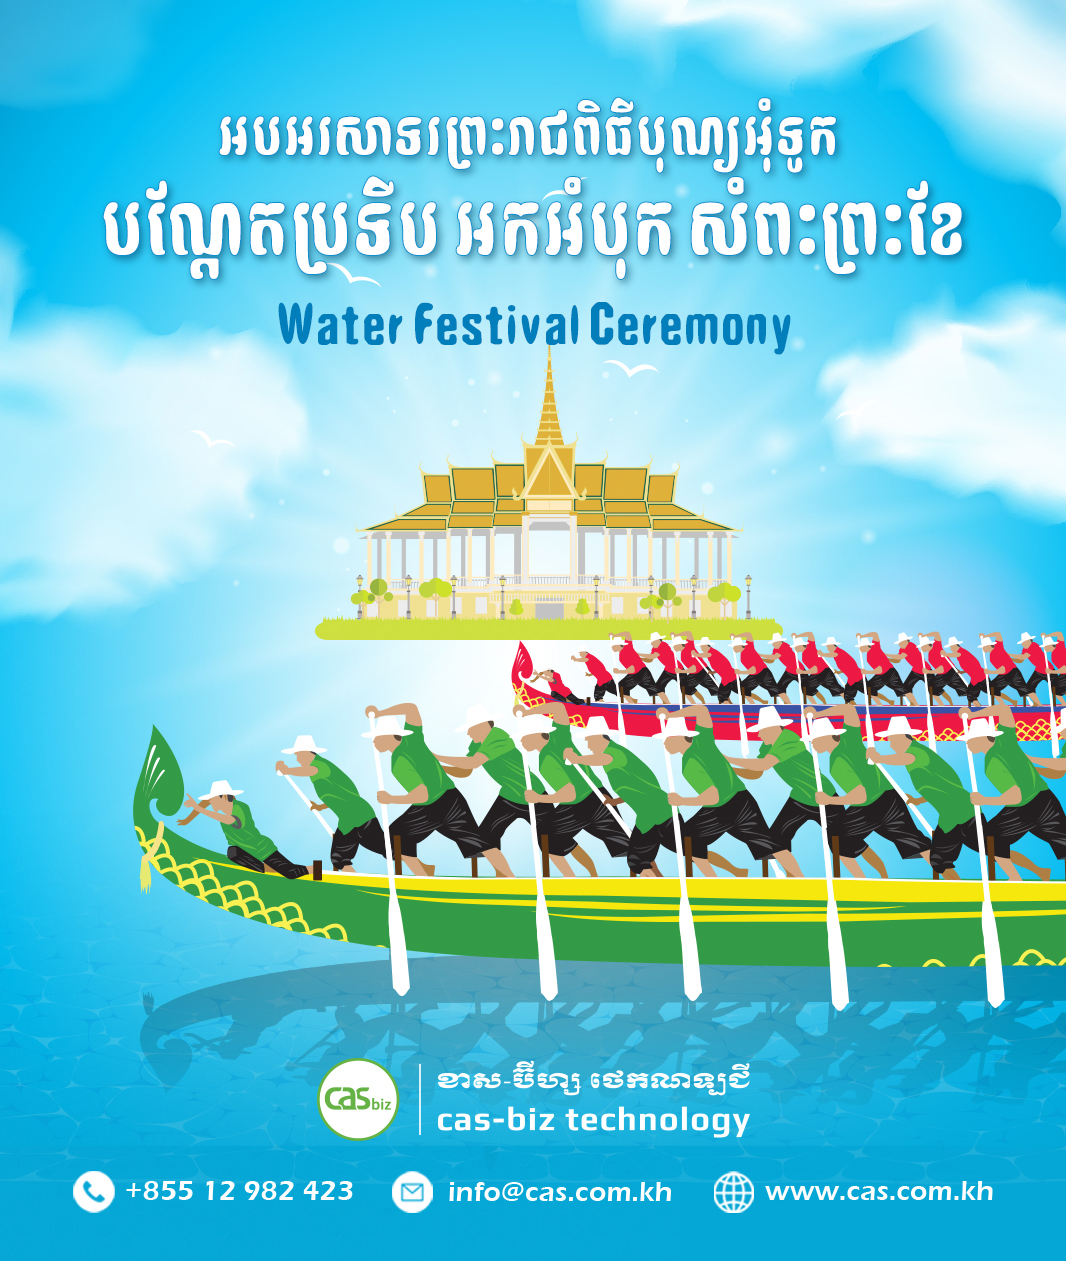 អបអរសាទរព្រះរាជពិធីបុណ្យអុំទូក
បណ្ដែតប្រទីប អកអំបុក សំពះព្រះខែ
Water Festival Ceremony
cas biz
ខាស-ប៊ីហ្ស ថេកណឡូជី
cas-biz technology
+855 12 982 423
info@cas.com.kh
www.cas.com.kh